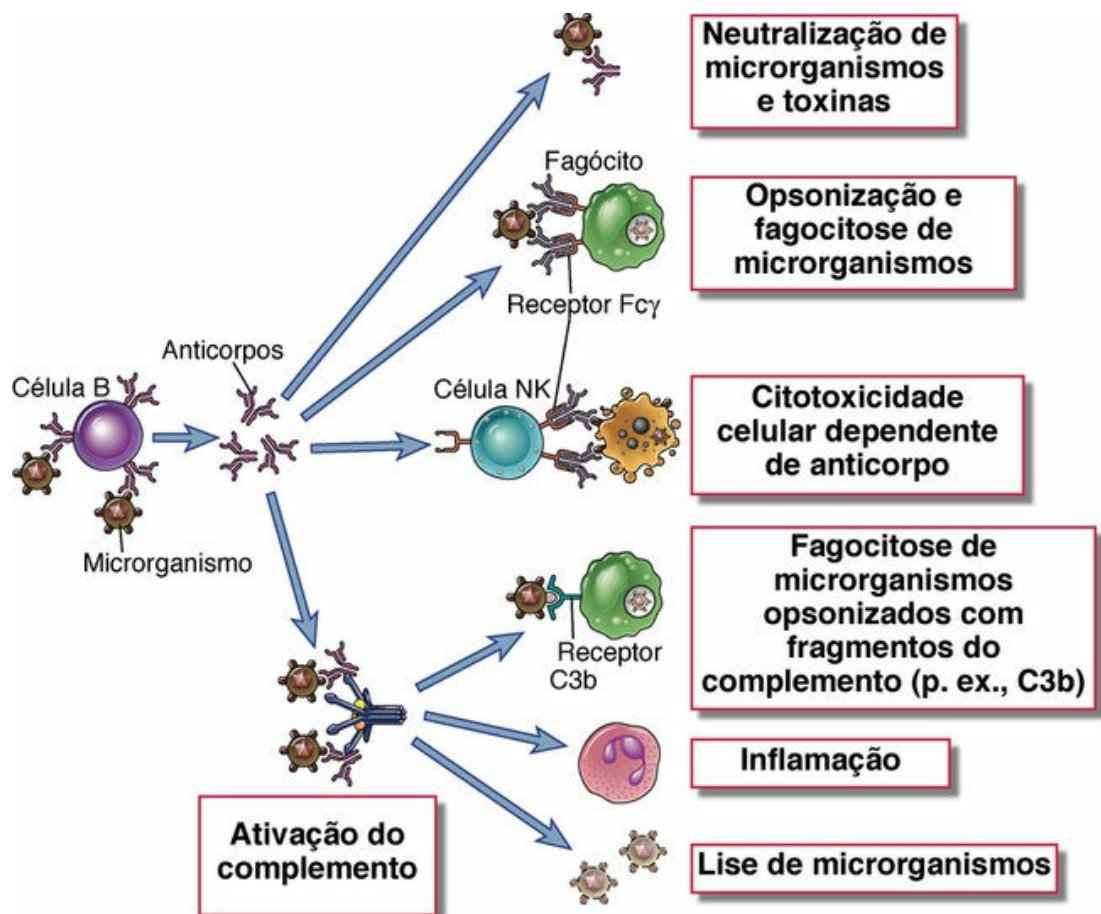 Neutralização de
microrganismos
e toxinas
Fagócito
Opsonização e
fagocitose de
microrganismos
Receptor Fcγ
Anticorpos
Célula B
Célula NK
Citotoxicidade
celular dependente
de anticorpo
Microrganismo
Fagocitose de
microrganismos
opsonizados com
fragmentos do
complemento (p. ex., C3b)
Receptor
C3b
Inflamação
Ativação do
complemento
Lise de microrganismos